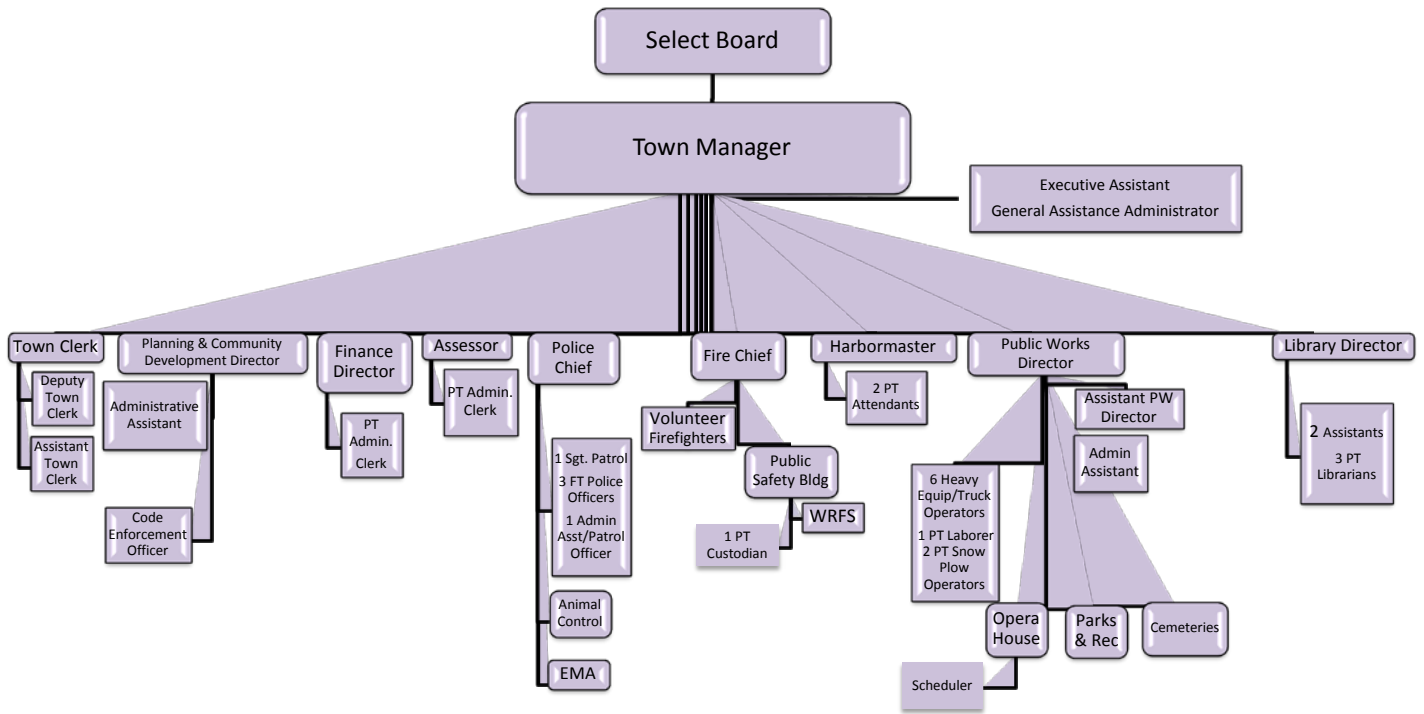 Select Board
Town Manager
Executive Assistant
General Assistance Administrator
Town Clerk
Deputy
Town
Clerk
Assistant
Town
Clerk
Planning & Community
Development Director
Administrative
Assistant
Code
Enforcement
Officer
Finance
Director
PT
Admin.
Clerk
Assessor
PT Admin.
Clerk
Police
Chief
1 Sgt. Patrol
3 FT Police
Officers
1 Admin
Asst/Patrol
Officer
Animal
Control
EMA
Fire Chief
Volunteer
Firefighters
Public
Safety Bldg
WRFS
1 PT
Custodian
Harbormaster
2 PT
Attendants
Public Works
Director
Assistant PW
Director
Admin
Assistant
6 Heavy
Equip/Truck
Operators
1 PT Laborer
2 PT Snow
Plow
Operators
Opera
House
Scheduler
Parks
& Rec
Cemeteries
Library Director
2 Assistants
3 PT
Librarians